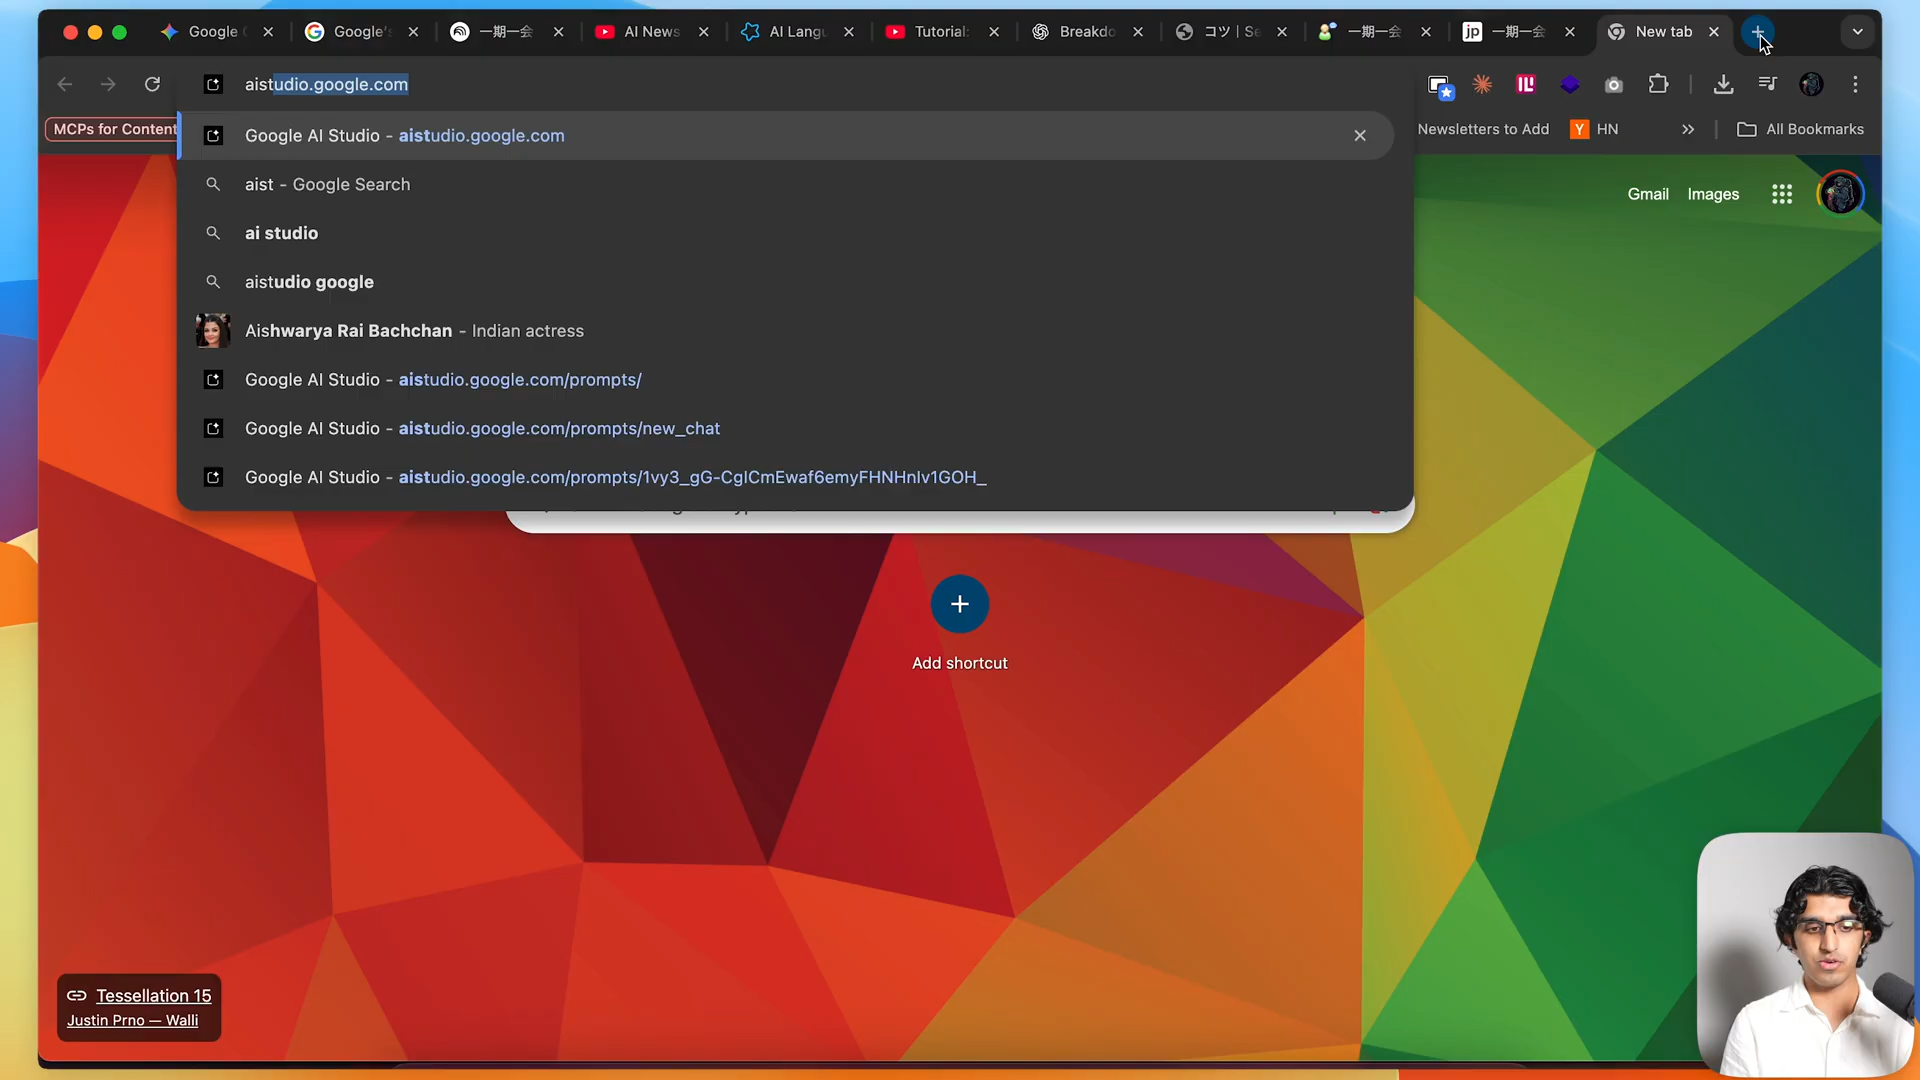 Google
Google's
一期一会
AI News
AI Langu
Tutorial:
Breakdo
コツ | Se
一期一会
jp 一期一会
New tab
aistudio.google.com
MCPs for Content
Google AI Studio - aistudio.google.com
Newsletters to Add
Y HN
All Bookmarks
aist - Google Search
Gmail Images
ai studio
aistudio google
Aishwarya Rai Bachchan - Indian actress
Google AI Studio - aistudio.google.com/prompts/
Google AI Studio - aistudio.google.com/prompts/new_chat
Google AI Studio - aistudio.google.com/prompts/1vy3_gG-CglCmEwaf6emyFHNHnlv1GOH_
Add shortcut
Tessellation 15
Justin Prno — Walli